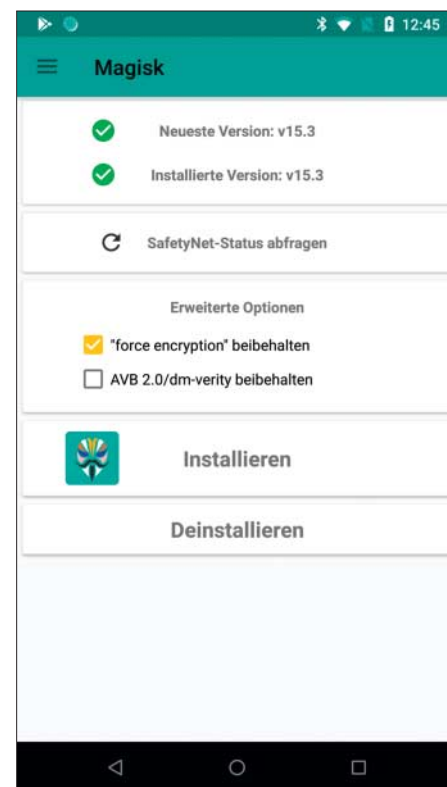 12:45
Magisk
Neueste Version: v15.3
Installierte Version: v15.3
SafetyNet-Status abfragen
Erweiterte Optionen
"force encryption" beibehalten
AVB 2.0/dm-verity beibehalten
Installieren
Deinstallieren